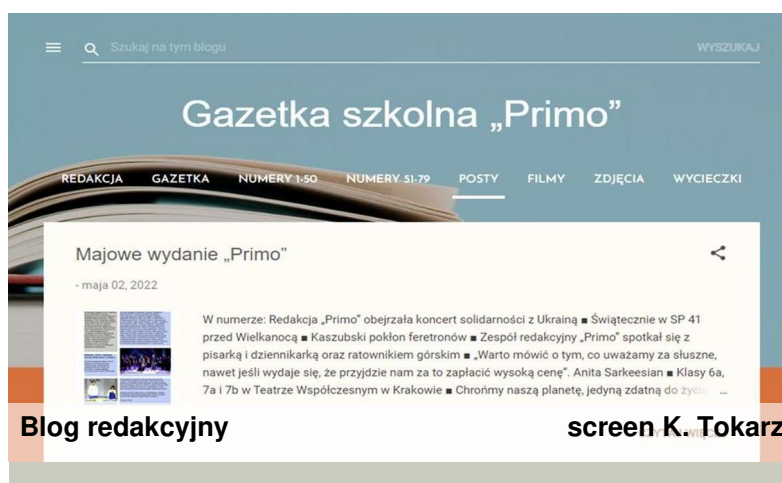 Szukaj na tym blogu WYSZUKAJ
Gazetka szkolna „Primo”
REDAKCJA GAZETKA NUMERY 1-50 NUMERY 51-79 POSTY FILMY ZDJĘCIA WYCIECZKI
Majowe wydanie „Primo”
- maja 02, 2022
W numerze: Redakcja „Primo” obejrzała koncert solidarności z Ukrainą ■ Świątecznie w SP 41
przed Wielkanocą ■ Kaszubski pokłon feretronów ■ Zespół redakcyjny „Primo” spotkał się z
pisarką i dziennikarką oraz ratownikiem górskim ■ „Warto mówić o tym, co uważamy za słuszne,
nawet jeśli wydaje się, że przyjdzie nam za to zapłacić wysoką cenę”. Anita Sarkeesian ■ Klasy 6a,
7a i 7b w Teatrze Współczesnym w Krakowie ■ Chrońmy naszą planetę, jedyną zdatną do życia ...
Blog redakcyjny screen K. Tokarz